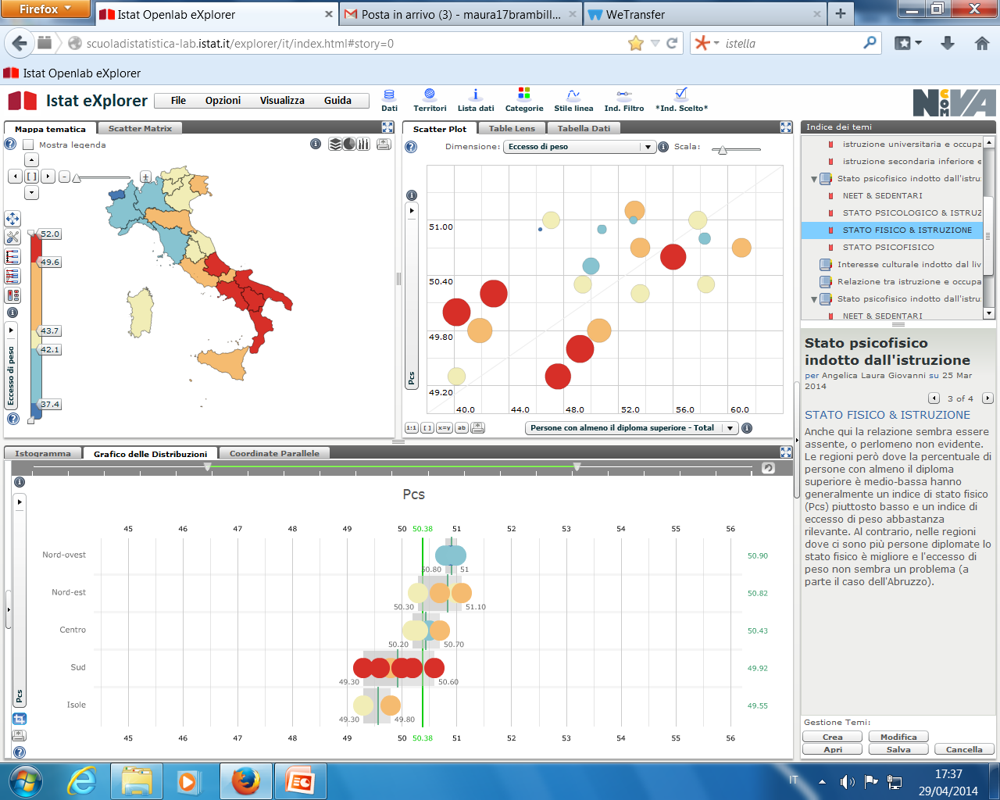 Firefox
Istat Openlab eXplorer
Posta in arrivo (3) - maura17brambill...
WeTransfer
scuoladistatistica-lab.istat.it/explorer/it/index.html#story=0
istella
Istat Openlab eXplorer
Istat eXplorer
File Opzioni Visualizza Guida
Dati Territori Lista dati Categorie Stile linea Ind. Filtro *Ind. Scelto*
NCOMVA
Mappa tematica Scatter Matrix
Mostra legenda
52.0
49.6
43.7
42.1
37.4
Eccesso di peso
Scatter Plot Table Lens Tabella Dati
Dimensione: Eccesso di peso Scala:
51.00
50.40
49.80
49.20
40.0 44.0 48.0 52.0 56.0 60.0
Pcs
1:1 [ ] x=y ab
Persone con almeno il diploma superiore - Total
Indice dei temi
istruzione universitaria e occupa
istruzione secondaria inferiore e
Stato psicofisico indotto dall'istru:
NEET & SEDENTARI
STATO PSICOLOGICO & ISTRUZ
STATO FISICO & ISTRUZIONE
STATO PSICOFISICO
Interesse culturale indotto dal liv
Relazione tra istruzione e occupa
Stato psicofisico indotto dall'istru:
NEET & SEDENTARI
Stato psicofisico
indotto dall'istruzione
per Angelica Laura Giovanni su 25 Mar
2014
3 of 4
STATO FISICO & ISTRUZIONE
Anche qui la relazione sembra essere
assente, o perlomeno non evidente.
Le regioni però dove la percentuale di
persone con almeno il diploma
superiore è medio-bassa hanno
generalmente un indice di stato fisico
(Pcs) piuttosto basso e un indice di
eccesso di peso abbastanza
rilevante. Al contrario, nelle regioni
dove ci sono più persone diplomate lo
stato fisico è migliore e l'eccesso di
peso non sembra un problema (a
parte il caso dell'Abruzzo).
Gestione Temi:
Crea Modifica
Apri Salva Cancella
Istogramma Grafico delle Distribuzioni Coordinate Parallele
Pcs
45 46 47 48 49 50 50.38 51 52 53 54 55 56
Nord-ovest 50.80 51 50.90
Nord-est 50.30 51.10 50.82
Centro 50.20 50.70 50.43
Sud 49.30 50.60 49.92
Isole 49.30 49.80 49.55
45 46 47 48 49 50 50.38 51 52 53 54 55 56
Pcs
IT
17:37
29/04/2014